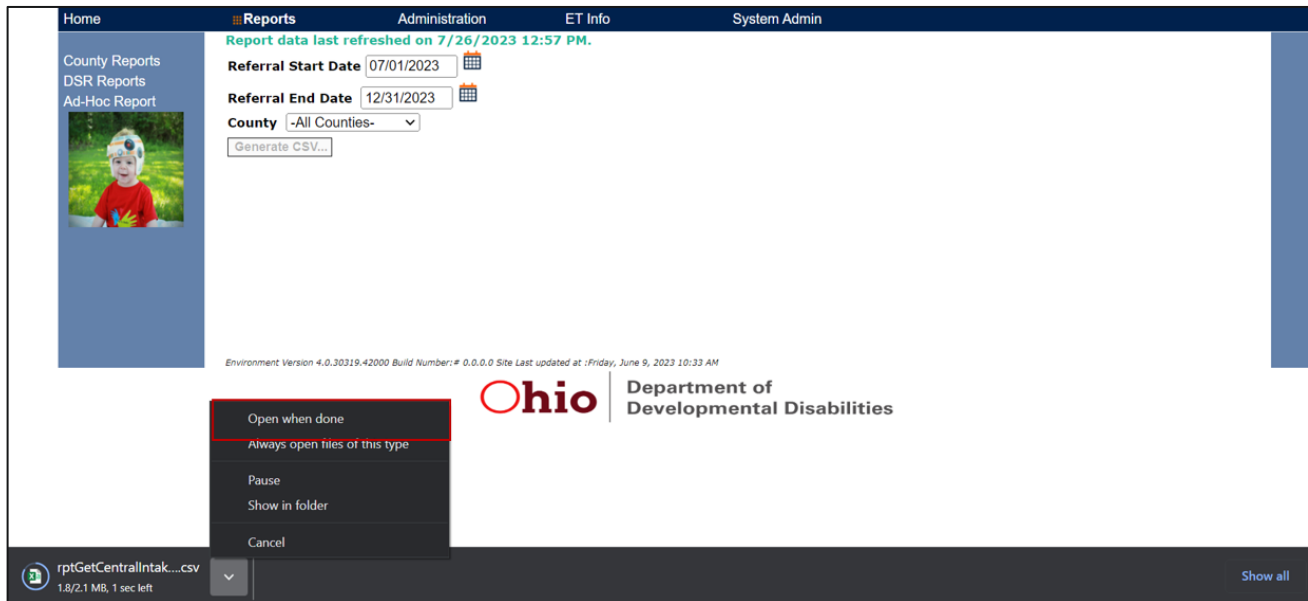 Home Reports Administration ET Info System Admin
Report data last refreshed on 7/26/2023 12:57 PM.
County Reports
DSR Reports
Ad-Hoc Report
Referral Start Date 07/01/2023
Referral End Date 12/31/2023
County -All Counties-
Generate CSV...
Environment Version 4.0.30319.42000 Build Number:# 0.0.0.0 Site Last updated at :Friday, June 9, 2023 10:33 AM
Ohio Department of
Developmental Disabilities
Open when done
Always open files of this type
Pause
Show in folder
Cancel
rptGetCentralIntak....csv
1.8/2.1 MB, 1 sec left
Show all